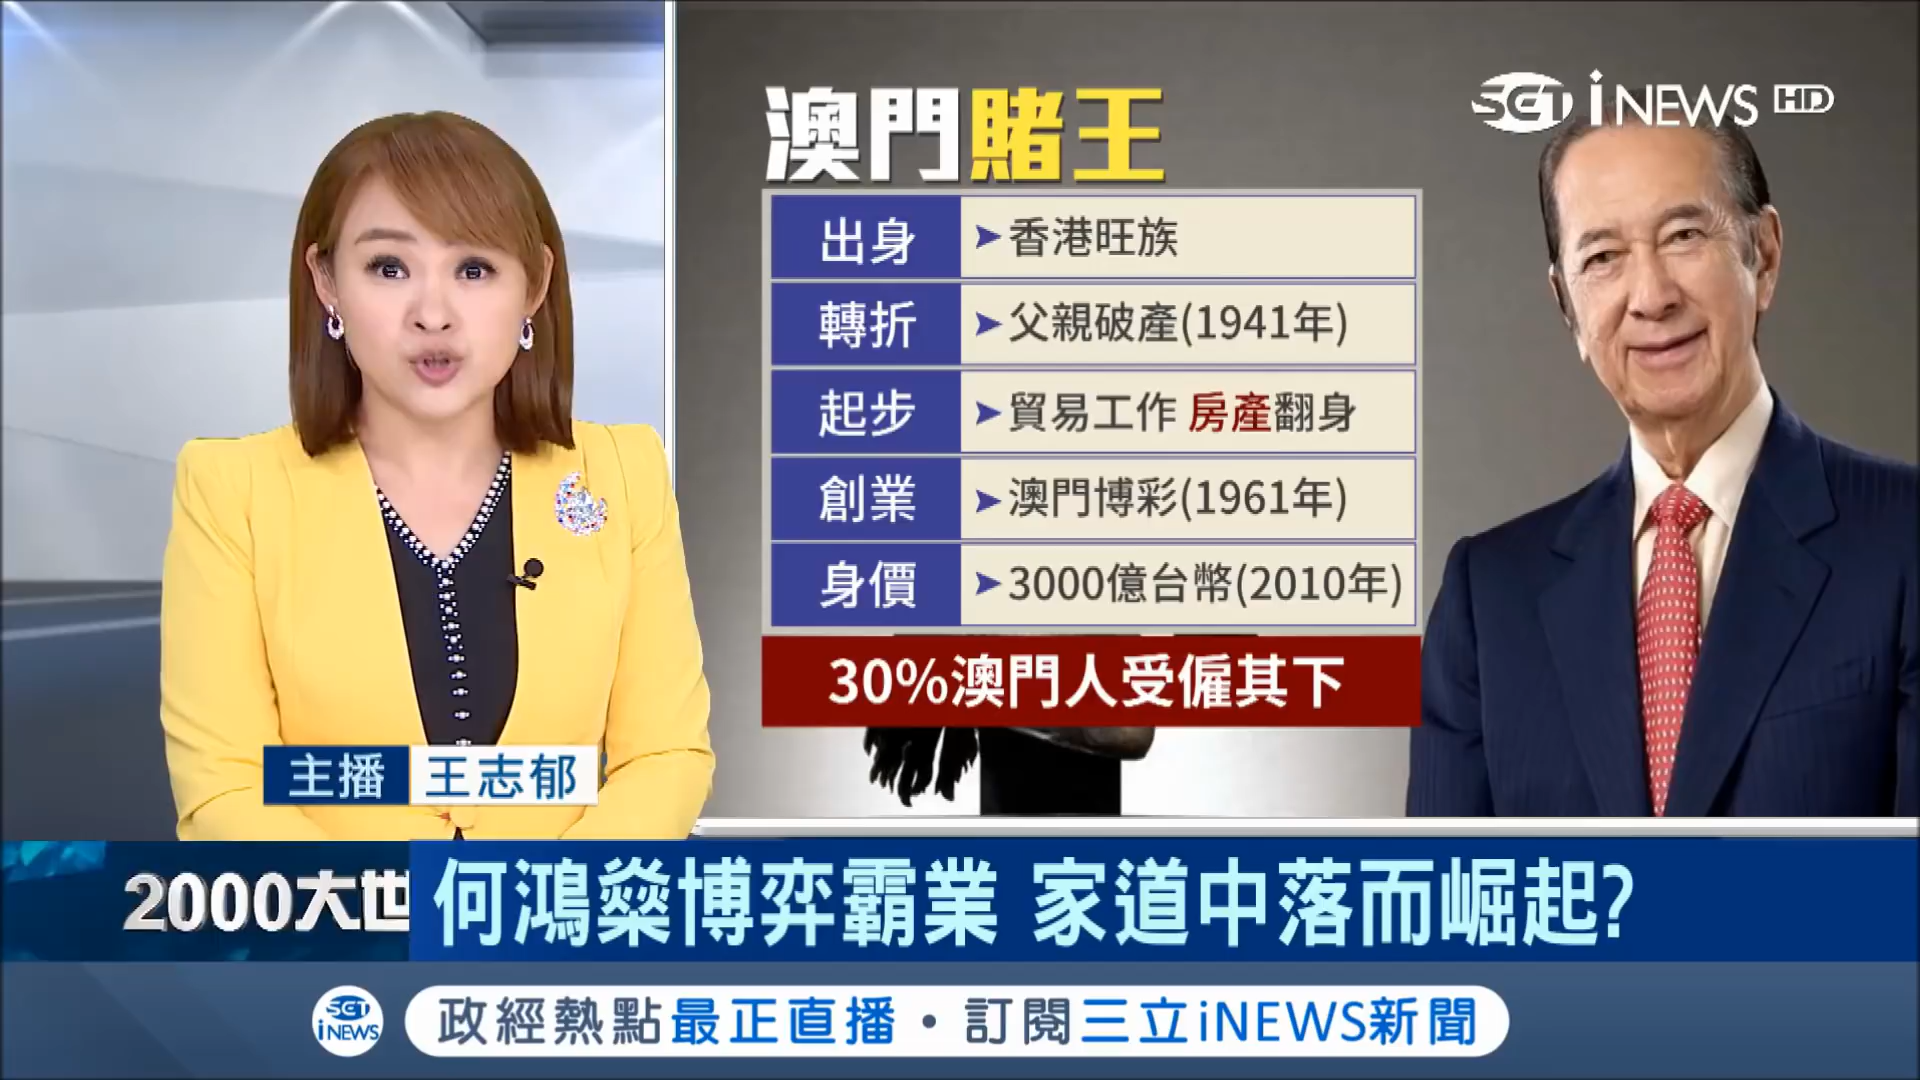 SET iNEWS HD
澳門賭王
出身 ➤香港旺族
轉折 ➤父親破產(1941年)
起步 ➤貿易工作 房產翻身
創業 ➤澳門博彩(1961年)
身價 ➤3000億台幣(2010年)
30%澳門人受僱其下
主播 王志郁
2000大世
何鴻燊博弈霸業 家道中落而崛起?
SET iNEWS
政經熱點最正直播・訂閱三立iNEWS新聞